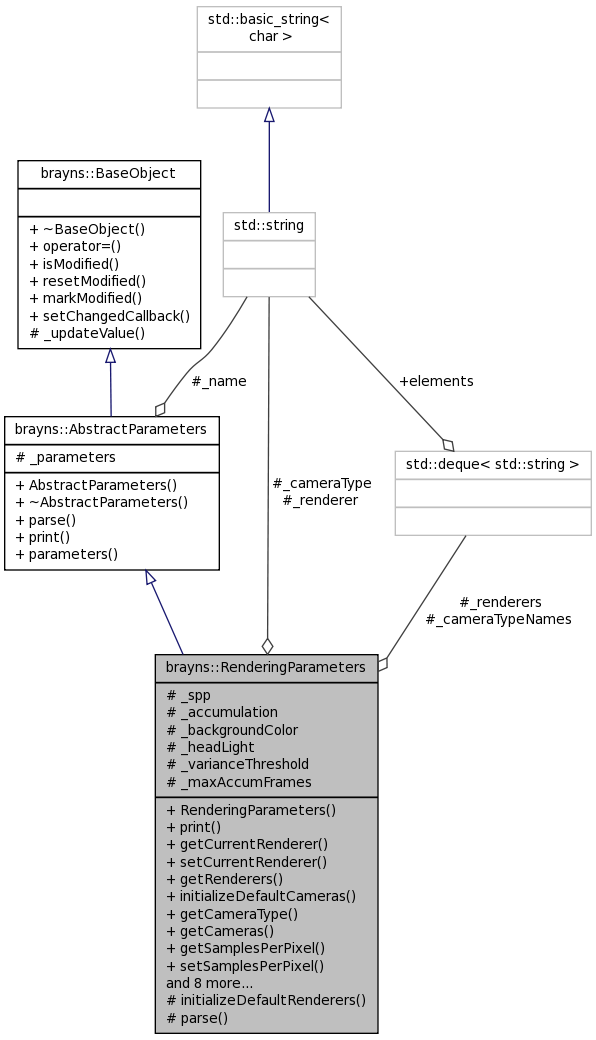 std::basic_string<
char >
brayns::BaseObject
+ ~BaseObject()
+ operator=()
+ isModified()
+ resetModified()
+ markModified()
+ setChangedCallback()
# _updateValue()
std::string
#_name
+elements
brayns::AbstractParameters
# _parameters
+ AbstractParameters()
+ ~AbstractParameters()
+ parse()
+ print()
+ parameters()
#_cameraType
#_renderer
std::deque< std::string >
#_renderers
#_cameraTypeNames
brayns::RenderingParameters
# _spp
# _accumulation
# _backgroundColor
# _headLight
# _varianceThreshold
# _maxAccumFrames
+ RenderingParameters()
+ print()
+ getCurrentRenderer()
+ setCurrentRenderer()
+ getRenderers()
+ initializeDefaultCameras()
+ getCameraType()
+ getCameras()
+ getSamplesPerPixel()
+ setSamplesPerPixel()
and 8 more...
# initializeDefaultRenderers()
# parse()